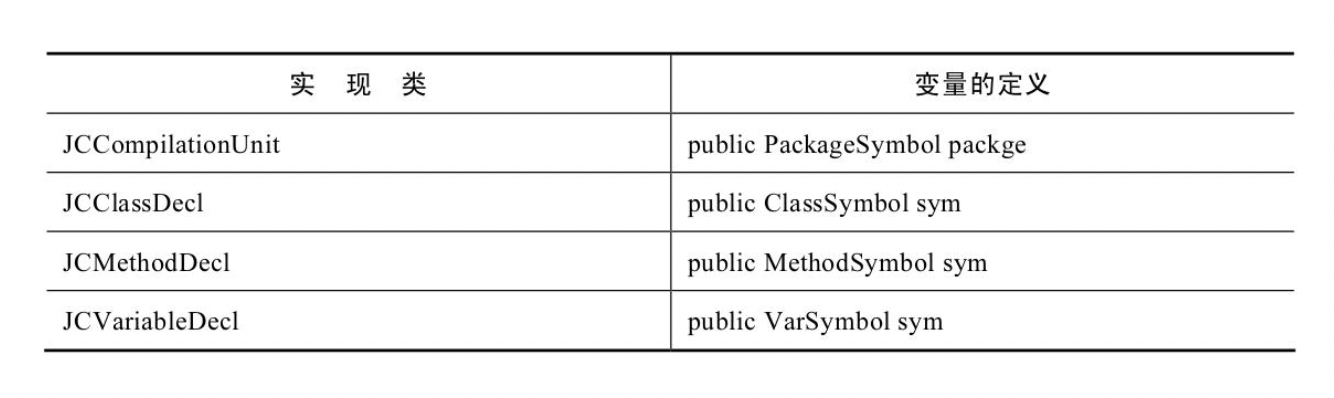 实 现 类 变量的定义
JCCompilationUnit public PackageSymbol packge
JCClassDecl public ClassSymbol sym
JCMethodDecl public MethodSymbol sym
JCVariableDecl public VarSymbol sym